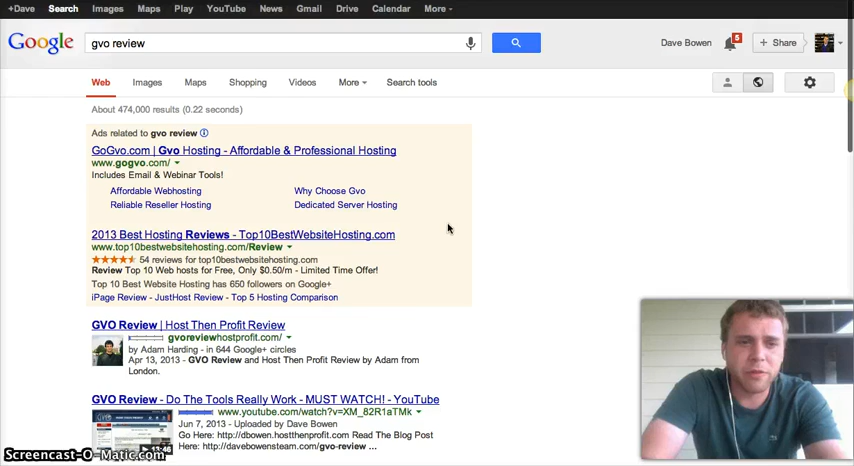 +Dave Search Images Maps Play YouTube News Gmail Drive Calendar More
Google gvo review Dave Bowen 5 + Share
Web Images Maps Shopping Videos More Search tools
About 474,000 results (0.22 seconds)
Ads related to gvo review
GoGvo.com | Gvo Hosting - Affordable & Professional Hosting
www.gogvo.com/
Includes Email & Webinar Tools!
Affordable Webhosting Why Choose Gvo
Reliable Reseller Hosting Dedicated Server Hosting
2013 Best Hosting Reviews - Top10BestWebsiteHosting.com
www.top10bestwebsitehosting.com/Review
54 reviews for top10bestwebsitehosting.com
Review Top 10 Web hosts for Free, Only $0.50/m - Limited Time Offer!
Top 10 Best Website Hosting has 650 followers on Google+
iPage Review - JustHost Review - Top 5 Hosting Comparison
GVO Review | Host Then Profit Review
gvoreviewhostprofit.com/
by Adam Harding - in 644 Google+ circles
Apr 13, 2013 - GVO Review and Host Then Profit Review by Adam from
London.
GVO Review - Do The Tools Really Work - MUST WATCH! - YouTube
www.youtube.com/watch?v=XM_82R1aTMk
Jun 7, 2013 - Uploaded by Dave Bowen
Go Here: http://dbowen.hostthenprofit.com Read The Blog Post
Here: http://davebowensteam.com/gvo-review ...
13:46
Screencast-O-Matic.com